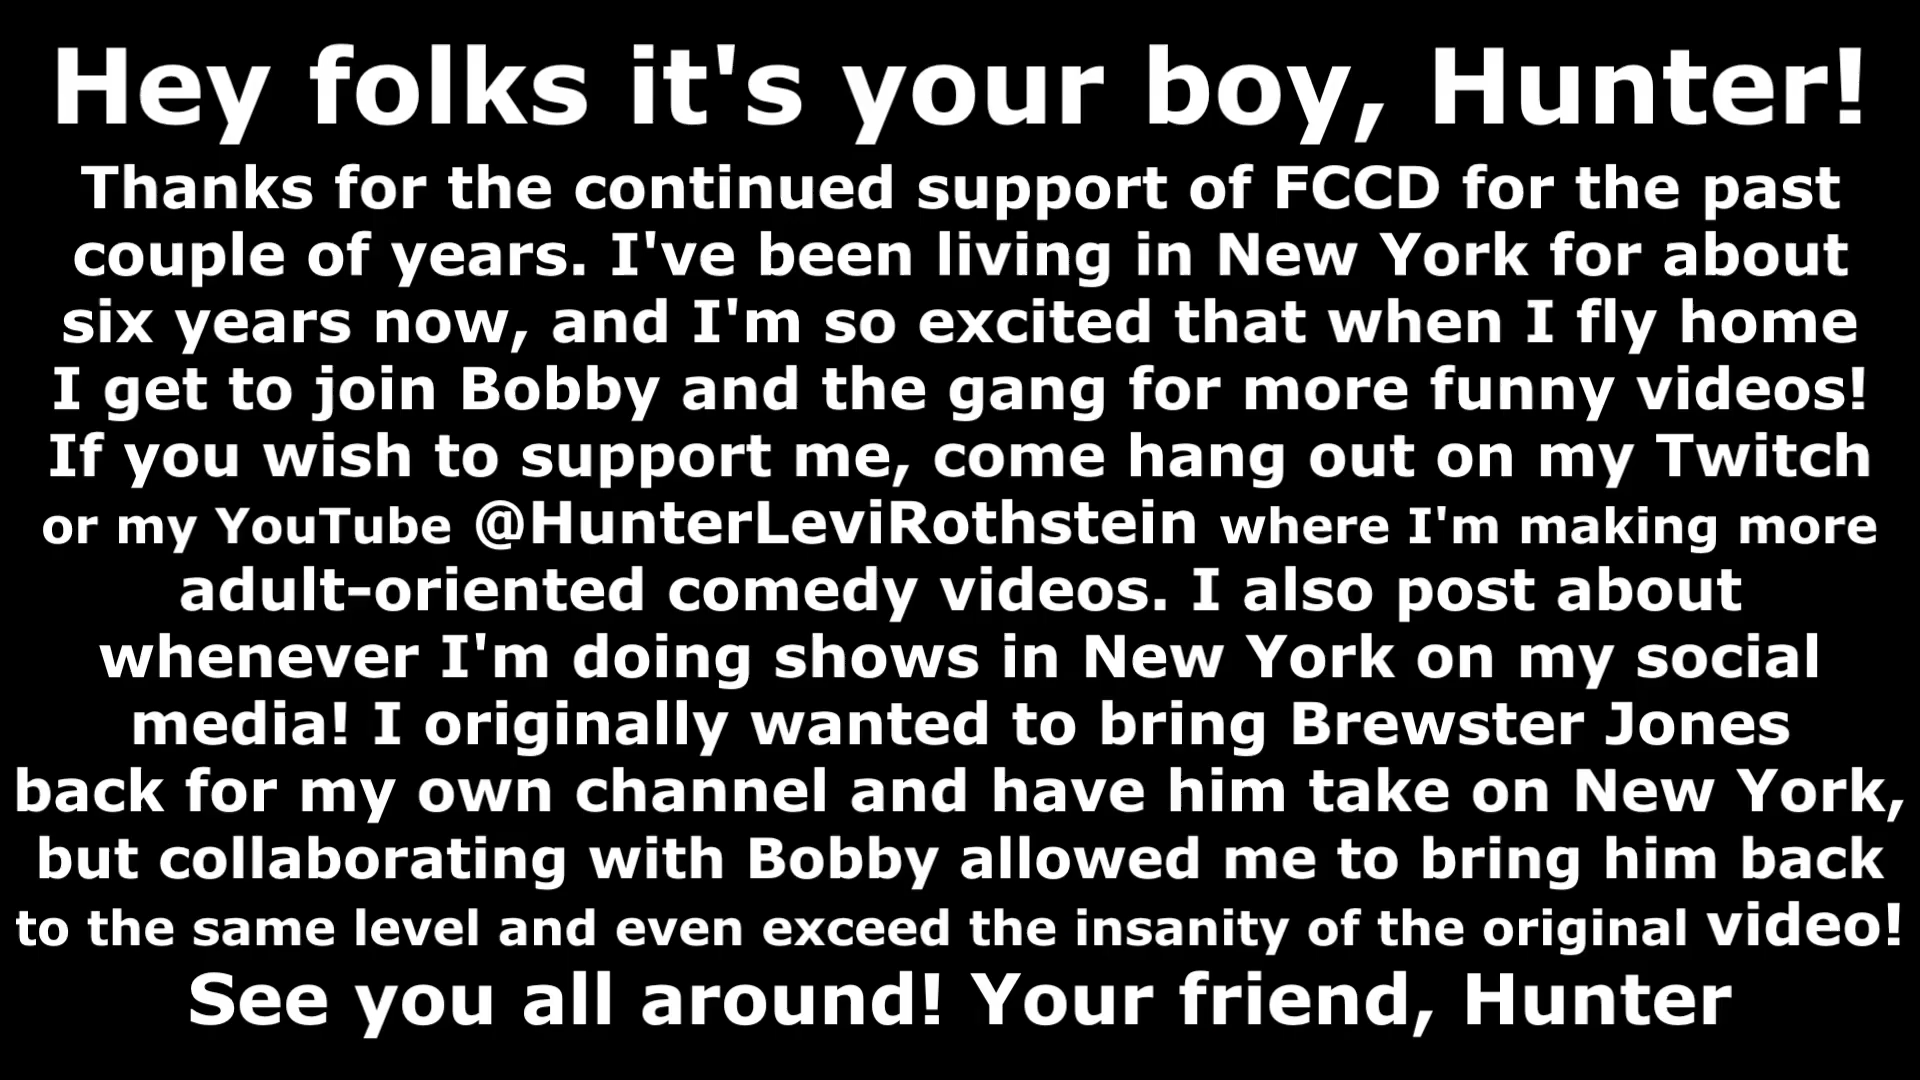 Hey folks it's your boy, Hunter!
Thanks for the continued support of FCCD for the past
couple of years. I've been living in New York for about
six years now, and I'm so excited that when I fly home
I get to join Bobby and the gang for more funny videos!
If you wish to support me, come hang out on my Twitch
or my YouTube @HunterLeviRothstein where I'm making more
adult-oriented comedy videos. I also post about
whenever I'm doing shows in New York on my social
media! I originally wanted to bring Brewster Jones
back for my own channel and have him take on New York,
but collaborating with Bobby allowed me to bring him back
to the same level and even exceed the insanity of the original video!
See you all around! Your friend, Hunter